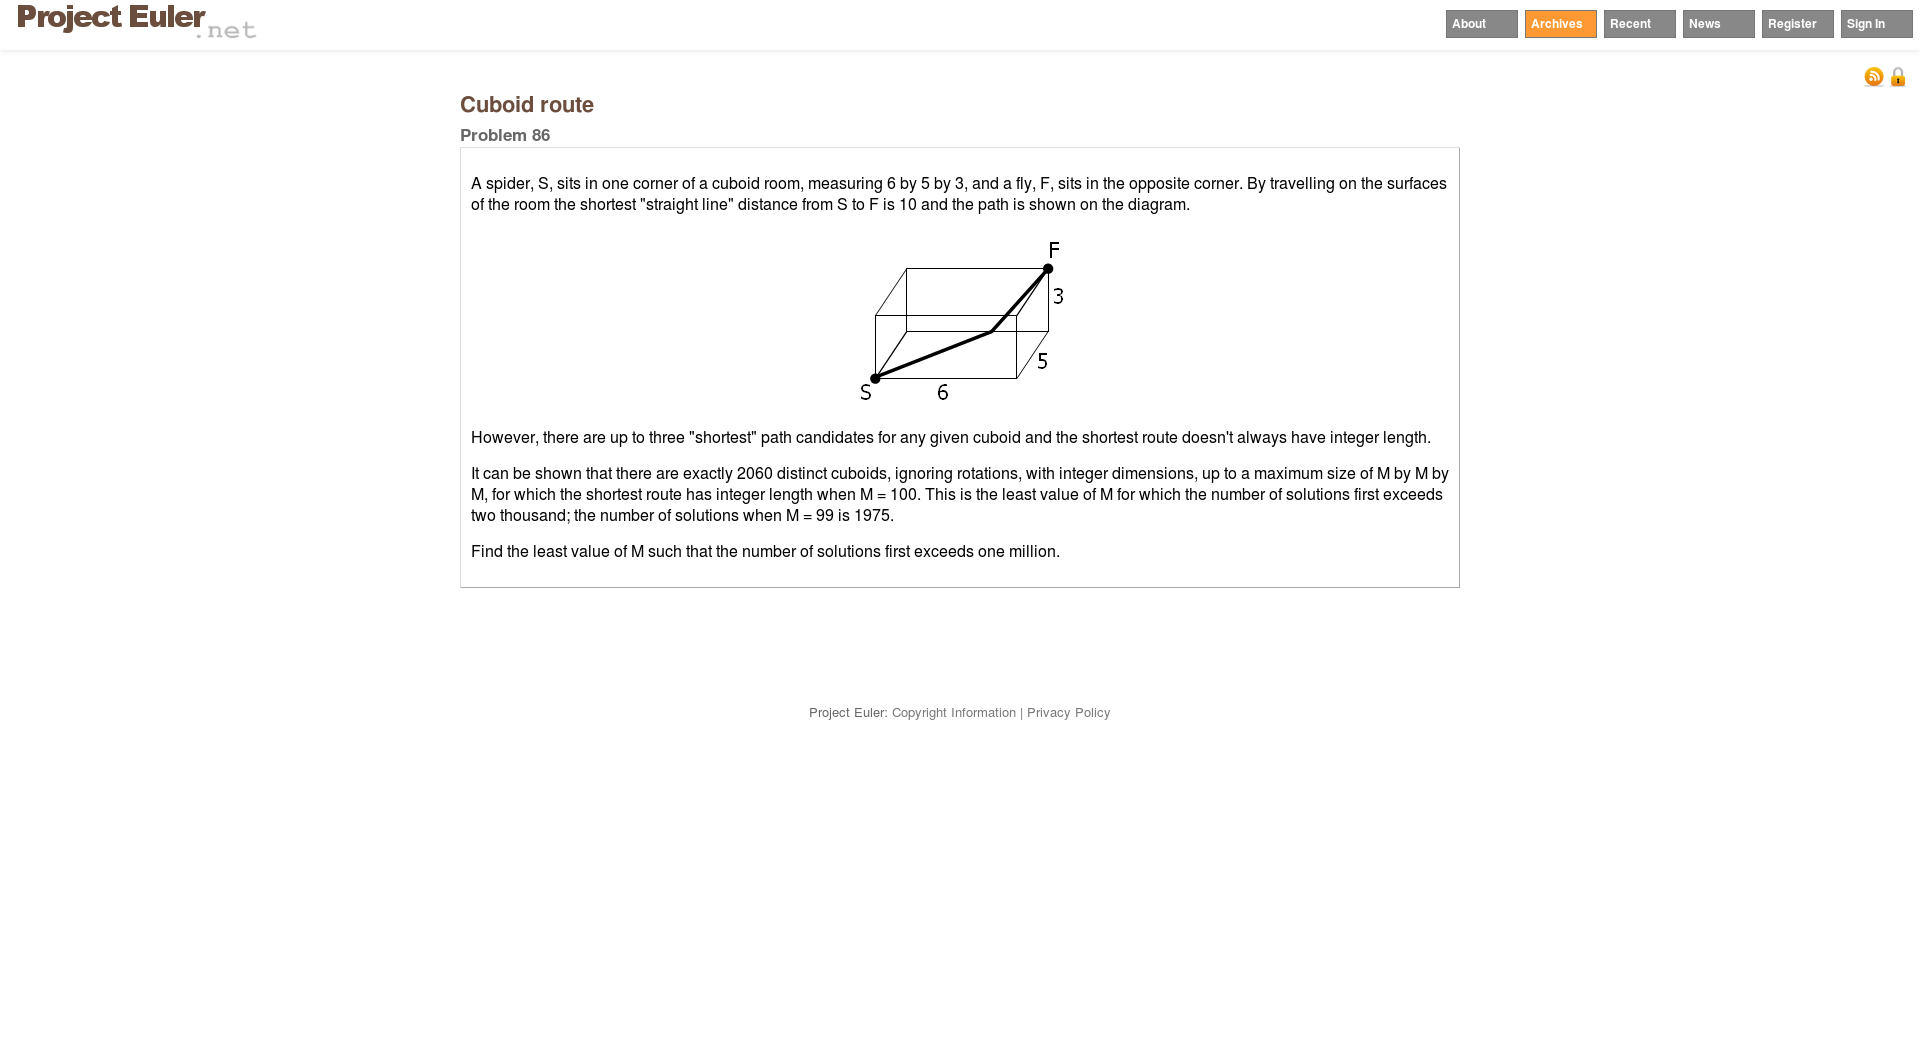 Project Euler.net
About Archives Recent News Register Sign In
Cuboid route
Problem 86
A spider, S, sits in one corner of a cuboid room, measuring 6 by 5 by 3, and a fly, F, sits in the opposite corner. By travelling on the surfaces
of the room the shortest "straight line" distance from S to F is 10 and the path is shown on the diagram.
F
3
5
S 6
However, there are up to three "shortest" path candidates for any given cuboid and the shortest route doesn't always have integer length.
It can be shown that there are exactly 2060 distinct cuboids, ignoring rotations, with integer dimensions, up to a maximum size of M by M by
M, for which the shortest route has integer length when M = 100. This is the least value of M for which the number of solutions first exceeds
two thousand; the number of solutions when M = 99 is 1975.
Find the least value of M such that the number of solutions first exceeds one million.
Project Euler: Copyright Information | Privacy Policy